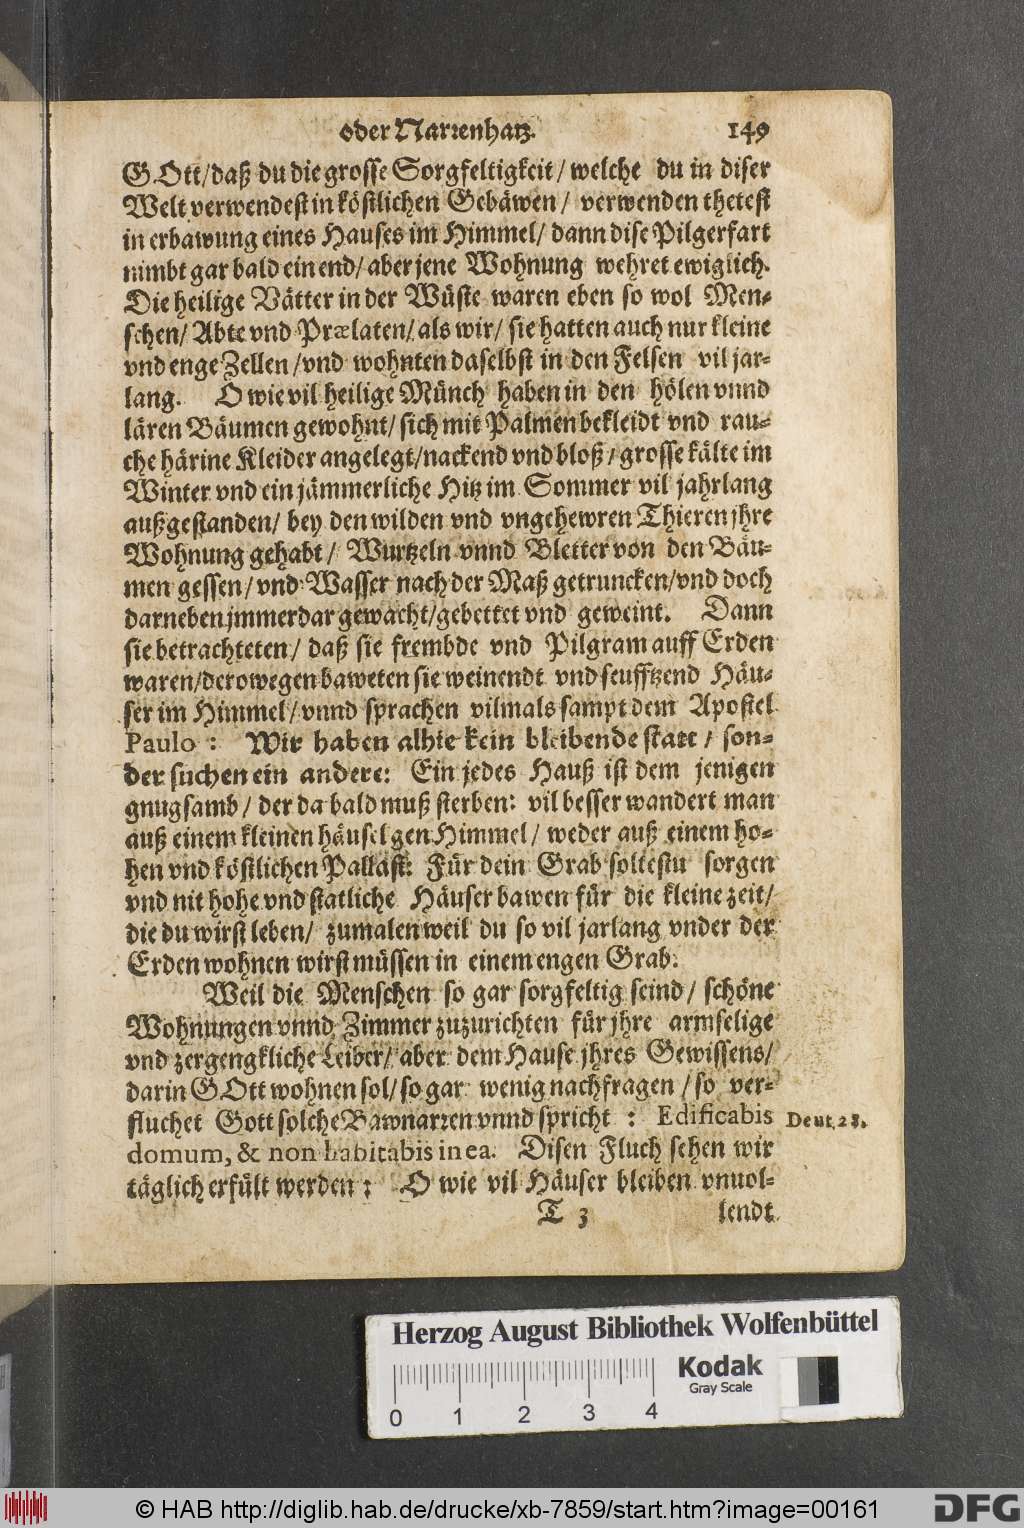 oder Narrenhatz. 149
GOtt/daß du die grosse Sorgfeltigkeit/ welche du in diser
Welt verwendest in köstlichen Gebäwen/ verwenden thetest
in erbawung eines Hauses im Himmel/ dann dise Pilgerfart
nimbt gar bald ein end/ aber jene Wohnung wehret ewiglich.
Die heilige Vätter in der Wüste waren eben so wol Men-
schen/ Abte vnd Prælaten/ als wir/ sie hatten auch nur kleine
vnd enge Zellen/vnd wohnten daselbst in den Felsen vil jar-
lang. O wie vil heilige Münch haben in den hölen vnnd
lären Bäumen gewohnt/ sich mit Palmen bekleidt vnd rau-
che härine Kleider angelegt/nackend vnd bloß/grosse kälte im
Winter vnd ein jämmerliche Hitz im Sommer vil jahrlang
außgestanden/ bey den wilden vnd vngehewren Thieren jhre
Wohnung gehabt/ Wurtzeln vnnd Bletter von den Bäu-
men gessen/vnd Wasser nach der Maß getruncken/vnd doch
darneben jmmerdar gewacht/gebettet vnd geweint. Dann
sie betrachteten/ daß sie frembde vnd Pilgram auff Erden
waren/derowegen baweten sie weinendt vnd seufftzend Häu-
ser im Himmel/vnnd sprachen vilmals sampt dem Apostel
Paulo: Wir haben alhie kein bleibende statt/ son-
der suchen ein andere: Ein jedes Hauß ist dem jenigen
gnugsamb/ der da bald muß sterben: vil besser wandert man
auß einem kleinen häusel gen Himmel/ weder auß einem ho-
hen vnd köstlichen Pallast: Für dein Grab soltestu sorgen
vnd nit hohe vnd statliche Häuser bawen für die kleine zeit/
die du wirst leben/ zumalen weil du so vil jarlang vnder der
Erden wohnen wirst müssen in einem engen Grab.
Weil die Menschen so gar sorgfeltig seind/ schöne
Wohnungen vnnd Zimmer zuzurichten für jhre armselige
vnd zergengkliche Leiber/ aber dem Hause jhres Gewissens/
darin GOtt wohnen sol/so gar wenig nachfragen/so ver-
fluchet Gott solche Bawnarren vnnd spricht: Edificabis Deut.28.
domum, & non habitabis in ea. Disen Fluch sehen wir
täglich erfült werden: O wie vil Häuser bleiben vnuol-
T 3 lendt
Herzog August Bibliothek Wolfenbüttel
Kodak
Gray Scale
0 1 2 3 4
© HAB http://diglib.hab.de/drucke/xb-7859/start.htm?image=00161
DFG